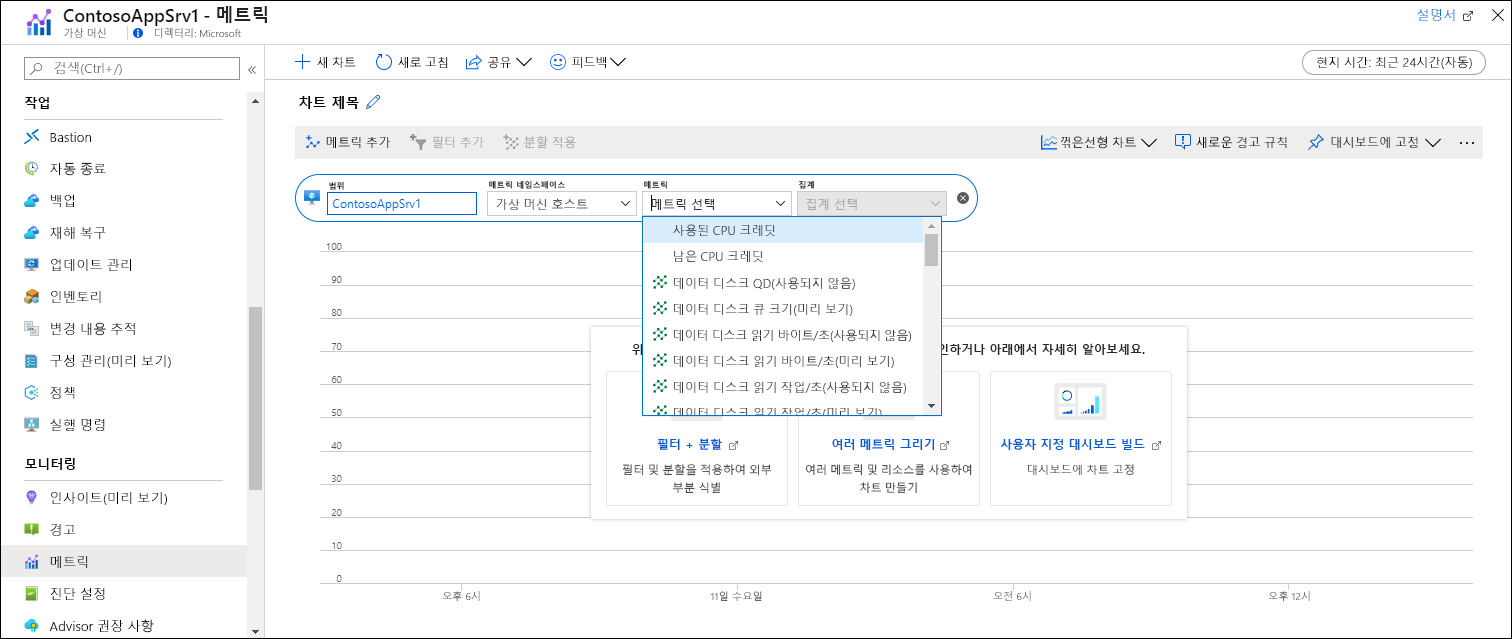 ContosoAppSrv1 - 메트릭
가상 머신
디렉터리: Microsoft
설명서
검색(Ctrl+/)
작업
Bastion
자동 종료
백업
재해 복구
업데이트 관리
인벤토리
변경 내용 추적
구성 관리(미리 보기)
정책
실행 명령
모니터링
인사이트(미리 보기)
경고
메트릭
진단 설정
Advisor 권장 사항
새 차트
새로 고침
공유
피드백
현지 시간: 최근 24시간(자동)
차트 제목
메트릭 추가
필터 추가
분할 적용
꺾은선형 차트
새로운 경고 규칙
대시보드에 고정
범위
ContosoAppSrv1
메트릭 네임스페이스
가상 머신 호스트
메트릭
메트릭 선택
집계
집계 선택
사용된 CPU 크레딧
남은 CPU 크레딧
데이터 디스크 QD(사용되지 않음)
데이터 디스크 큐 크기(미리 보기)
데이터 디스크 읽기 바이트/초(사용되지 않음)
데이터 디스크 읽기 바이트/초(미리 보기)
데이터 디스크 읽기 작업/초(사용되지 않음)
데이터 디스크 읽기 작업/초(미리 보기)
100
90
80
70
60
50
40
30
20
10
0
위
인하거나 아래에서 자세히 알아보세요.
필터 + 분할
필터 및 분할을 적용하여 외부
부분 식별
여러 메트릭 그리기
여러 메트릭 및 리소스를 사용하여
차트 만들기
사용자 지정 대시보드 빌드
대시보드에 차트 고정
오후 6시
11일 수요일
오전 6시
오후 12시